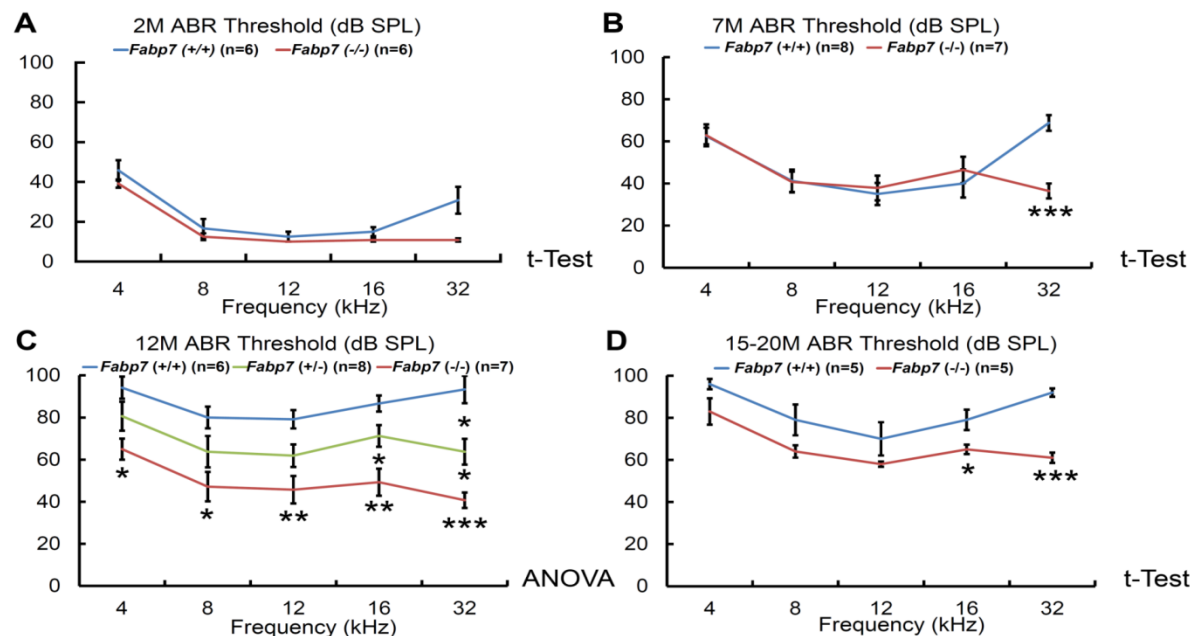 A
2M ABR Threshold (dB SPL)
Fabp7 (+/+) (n=6) Fabp7 (-/-) (n=6)
100
80
60
40
20
0
4 8 12 16 32
Frequency (kHz)
t-Test
B
7M ABR Threshold (dB SPL)
Fabp7 (+/+) (n=8) Fabp7 (-/-) (n=7)
100
80
60
40
20
0
***
4 8 12 16 32
Frequency (kHz)
t-Test
C
12M ABR Threshold (dB SPL)
Fabp7 (+/+) (n=6) Fabp7 (+/-) (n=8) Fabp7 (-/-) (n=7)
100
80
60
40
20
0
*
* *
* * ** ** ***
4 8 12 16 32
Frequency (kHz)
ANOVA
D
15-20M ABR Threshold (dB SPL)
Fabp7 (+/+) (n=5) Fabp7 (-/-) (n=5)
100
80
60
40
20
0
* ***
4 8 12 16 32
Frequency (kHz)
t-Test